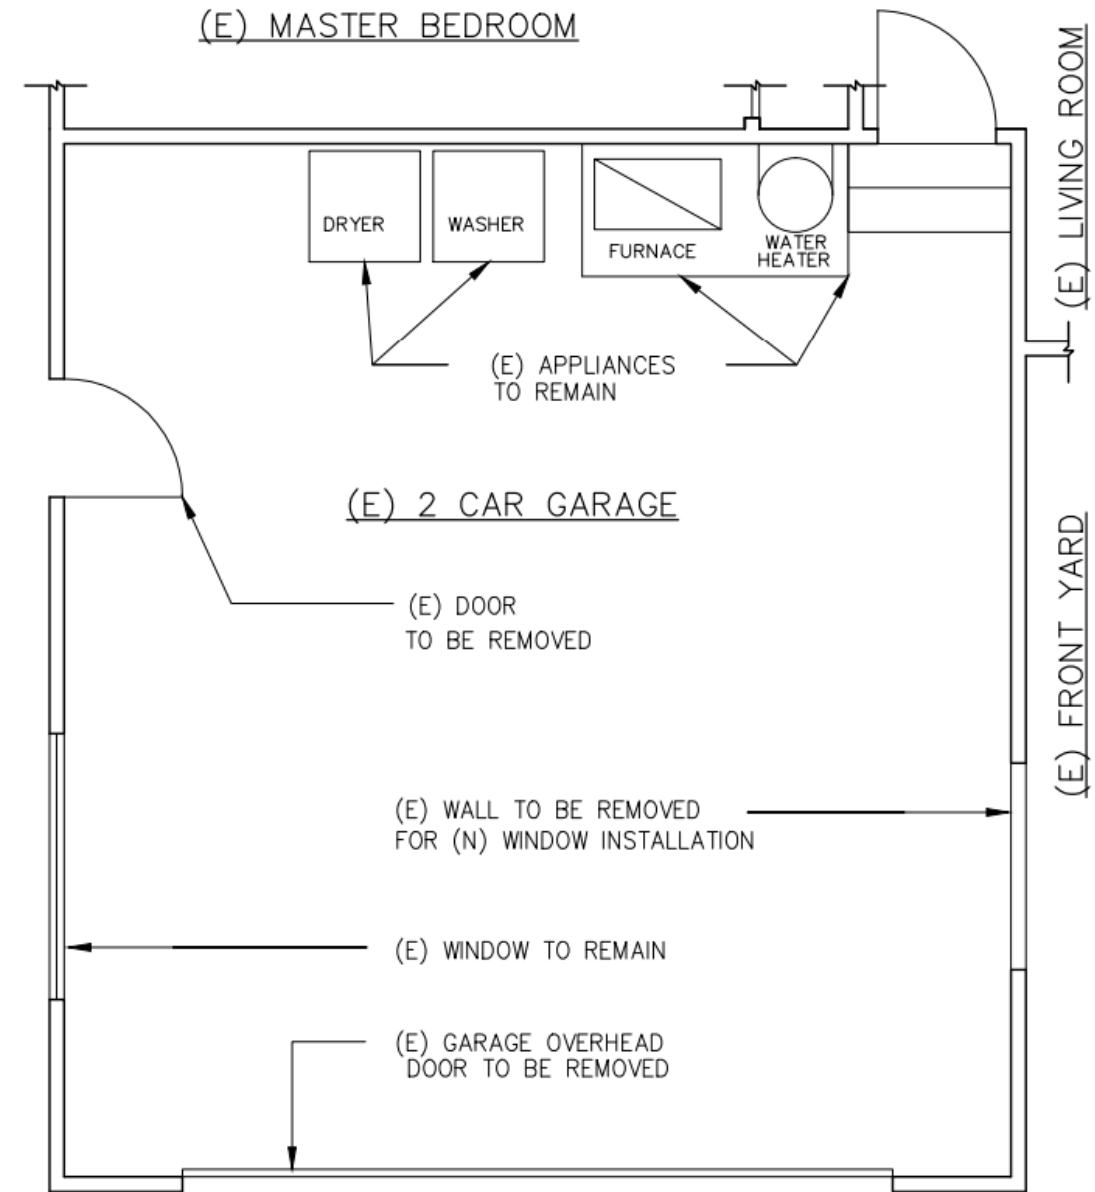 (E) MASTER BEDROOM
(E) LIVING ROOM
DRYER
WASHER
FURNACE
WATER
HEATER
(E) APPLIANCES
TO REMAIN
(E) 2 CAR GARAGE
(E) FRONT YARD
(E) DOOR
TO BE REMOVED
(E) WALL TO BE REMOVED
FOR (N) WINDOW INSTALLATION
(E) WINDOW TO REMAIN
(E) GARAGE OVERHEAD
DOOR TO BE REMOVED